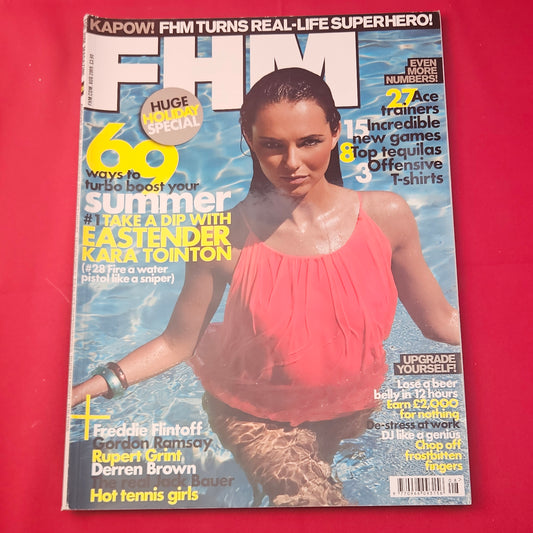 KAPOW! FHM TURNS REAL-LIFE SUPERHERO!
FHM
HUGE
HOLIDAY
SPECIAL
69
ways to
turbo boost your
summer
#1 TAKE A DIP WITH
EASTENDER
KARA TOINTON
(#28 Fire a water
pistol like a sniper)
EVEN
MORE
NUMBERS!
27 Ace
trainers
15 Incredible
new games
8 Top tequilas
3 Offensive
T-shirts
UPGRADE
YOURSELF!
Lose a beer
belly in 12 hours
Earn £2,000
for nothing
De-stress at work
DJ like a genius
Chop off
frostbitten
fingers
+
Freddie Flintoff
Gordon Ramsay
Rupert Grint
Derren Brown
The real Jack Bauer
Hot tennis girls